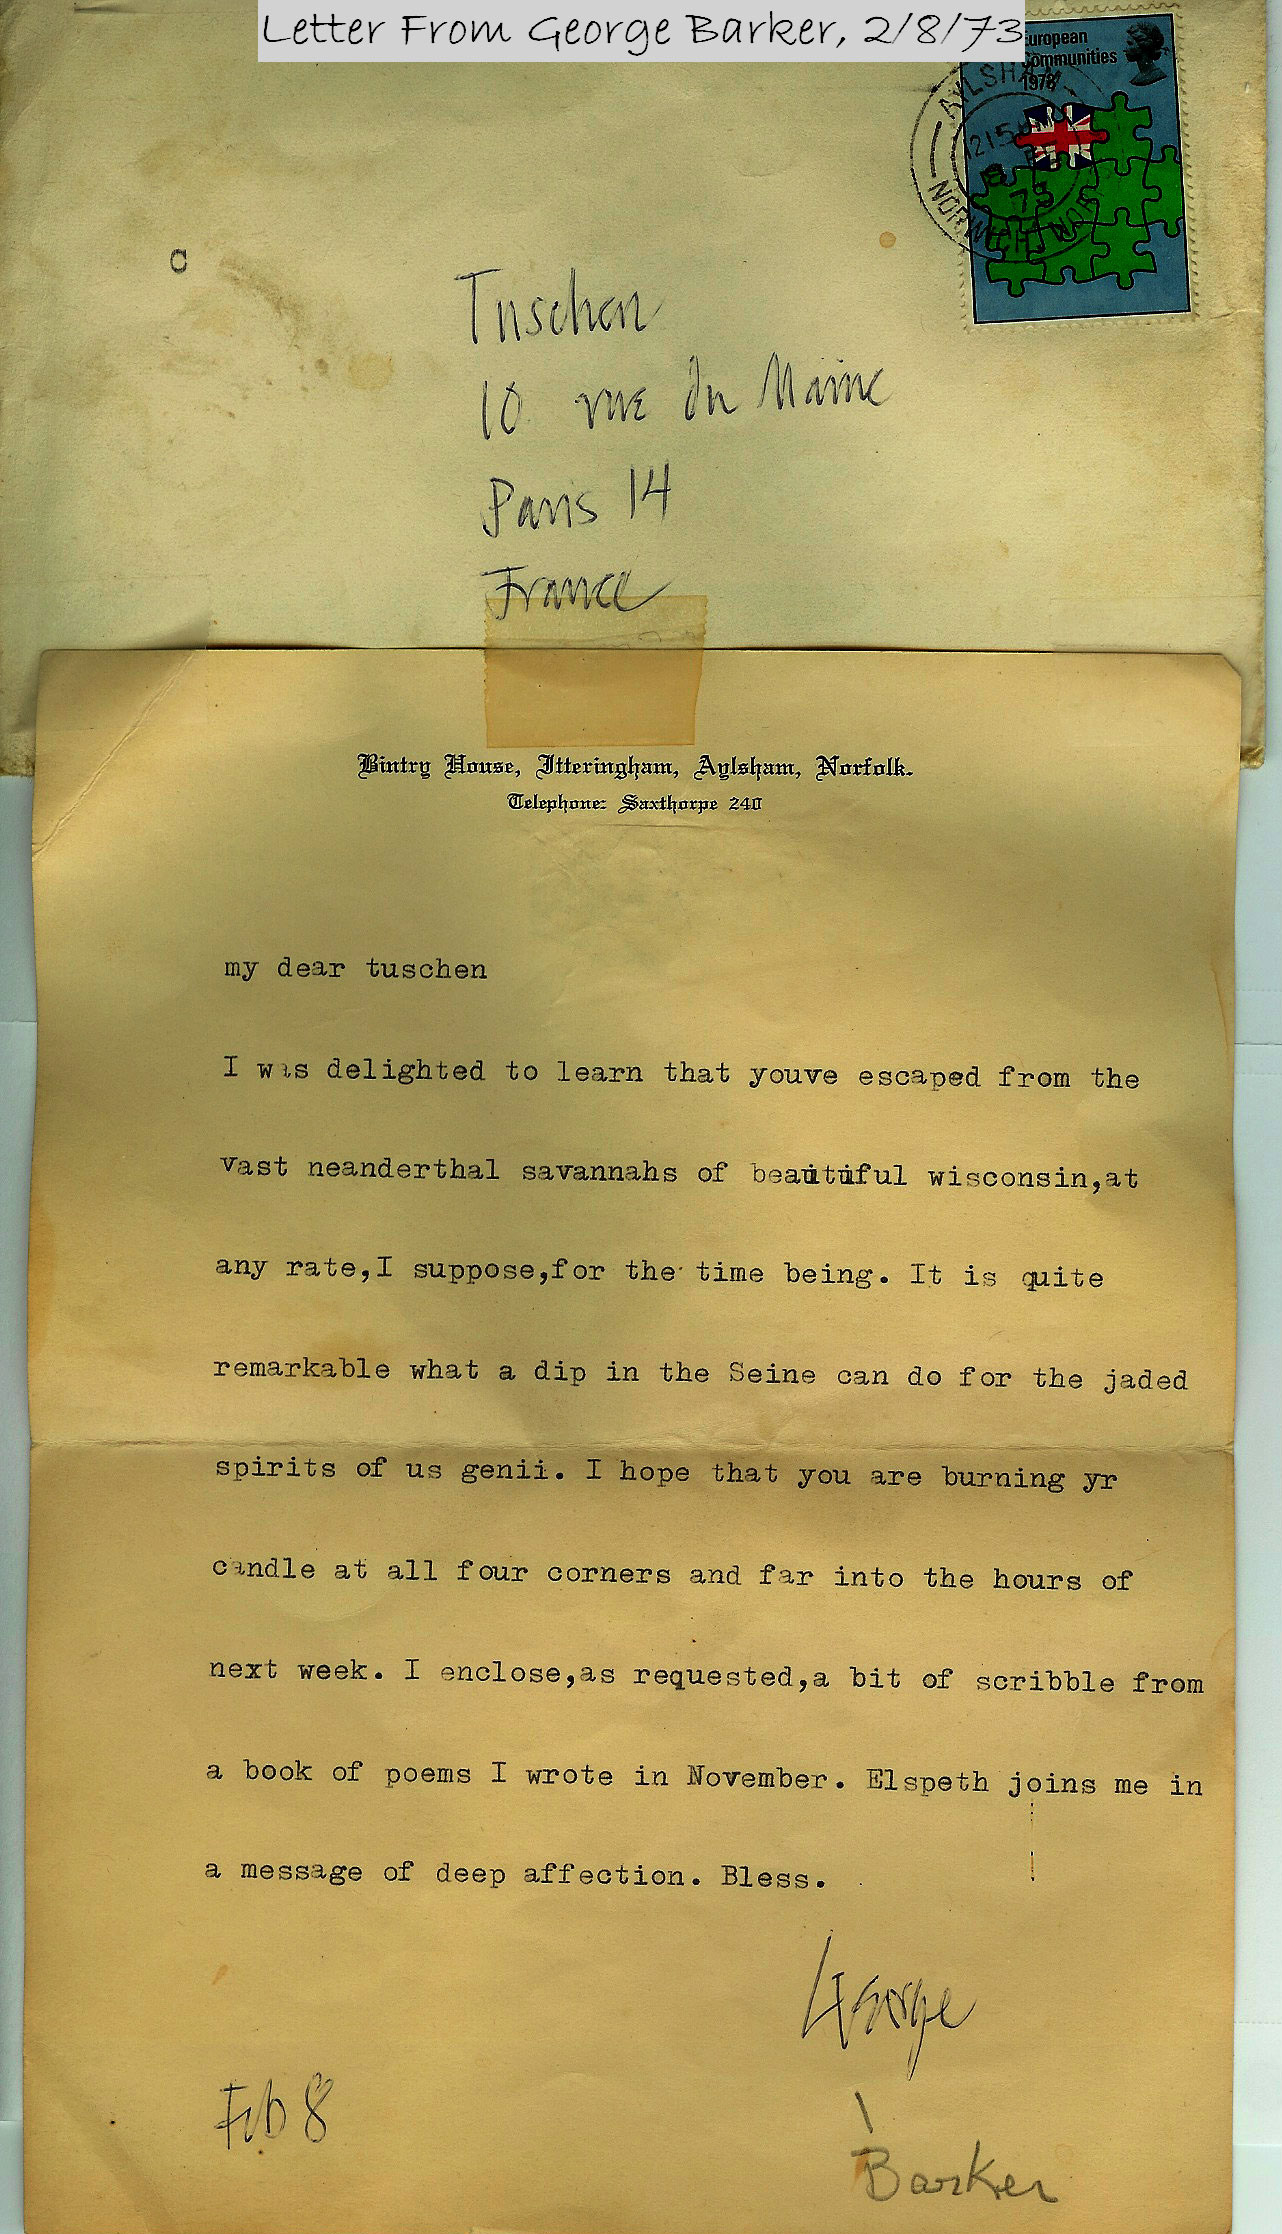 Letter From George Barker, 2/8/73
European
Communities
1973
AYLSHAM
1215 PM
8 FE
73
NORWICH. NOR
c
Tuschen
10 rue du Maine
Paris 14
France
Bintry House, Itteringham, Aylsham, Norfolk.
Telephone: Saxthorpe 240
my dear tuschen
I was delighted to learn that youve escaped from the
vast neanderthal savannahs of beautiful wisconsin,at
any rate,I suppose,for the time being. It is quite
remarkable what a dip in the Seine can do for the jaded
spirits of us genii. I hope that you are burning yr
candle at all four corners and far into the hours of
next week. I enclose,as requested,a bit of scribble from
a book of poems I wrote in November. Elspeth joins me in
a message of deep affection. Bless.
George
Feb 8
Barker